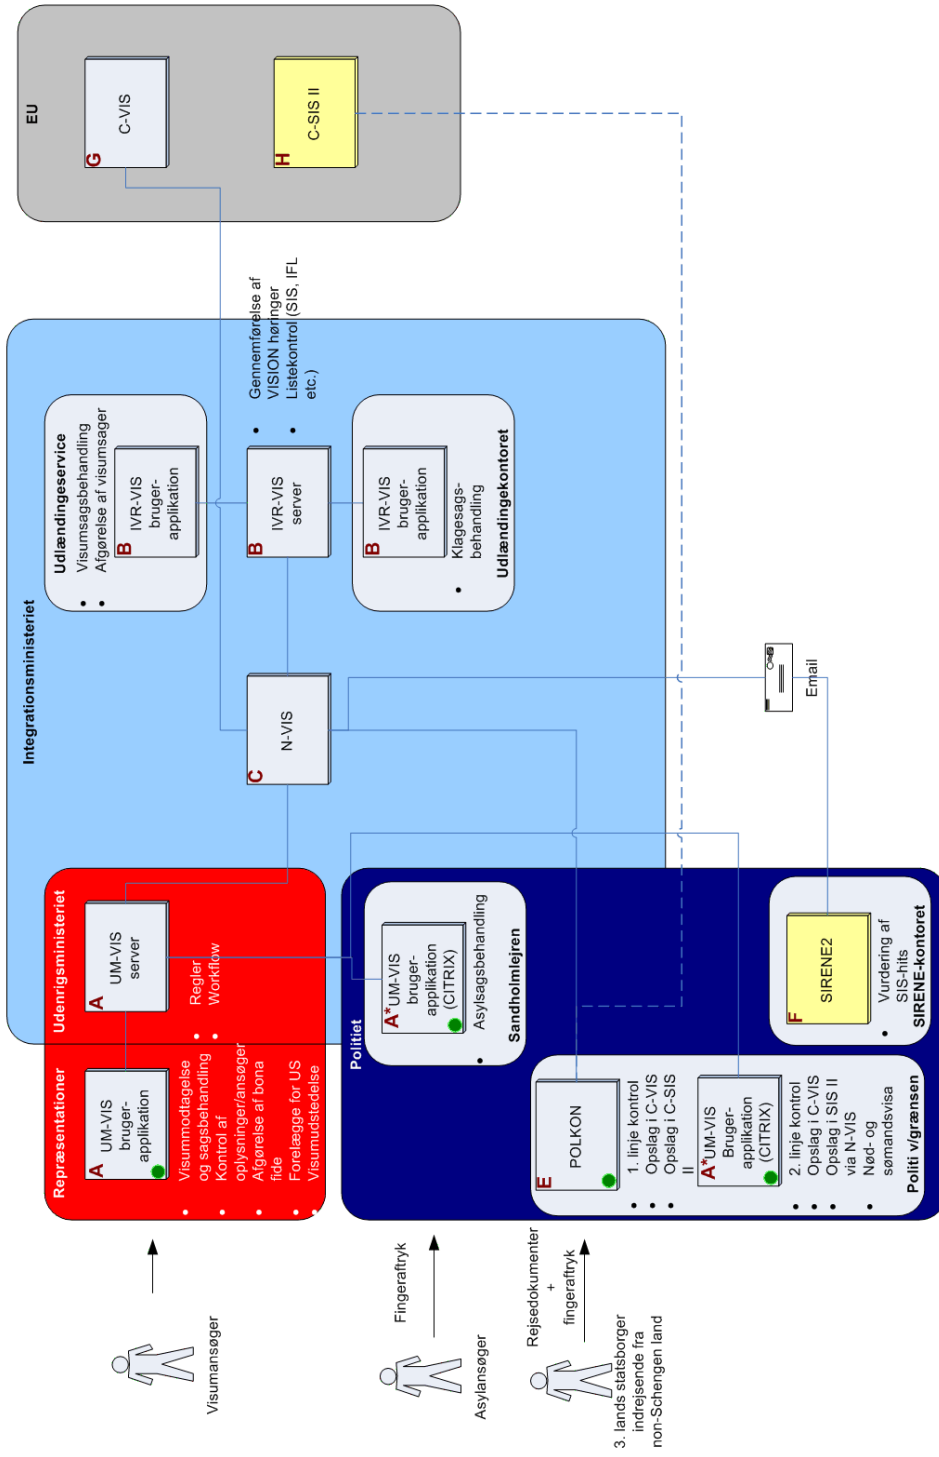 Visumansøger
Fingeraftryk
Asylansøger
Rejsedokumenter
+
fingeraftryk
3. lands statsborger
indrejsende fra
non-Schengen land
Repræsentationer
A
UM-VIS
bruger-
applikation
• Visummodtagelse
og sagsbehandling
• Kontrol af
oplysninger/ansøger
• Afgørelse af bona
fide
• Forelægge for US
• Visumudstedelse
Udenrigsministeriet
A
UM-VIS
server
• Regler
• Workflow
Politiet
A*
UM-VIS
bruger-
applikation
(CITRIX)
• Asylsagsbehandling
Sandholmlejren
E
POLKON
• 1. linje kontrol
• Opslag i C-VIS
• Opslag i C-SIS
II
A*
UM-VIS
Bruger-
applikation
(CITRIX)
• 2. linje kontrol
• Opslag i C-VIS
• Opslag i SIS II
via N-VIS
• Nød- og
sømandsvisa
Politi v/grænsen
F
SIRENE2
• Vurdering af
SIS-hits
SIRENE-kontoret
Integrationsministeriet
C
N-VIS
Email
Udlændingeservice
• Visumsagsbehandling
• Afgørelse af visumsager
B
IVR-VIS
bruger-
applikation
B
IVR-VIS
server
• Gennemførelse af
VISION høringer
• Listekontrol (SIS, IFL
etc.)
B
IVR-VIS
bruger-
applikation
• Klagesags-
behandling
Udlændingekontoret
EU
G
C-VIS
H
C-SIS II